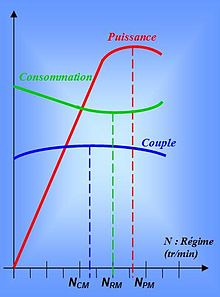 Puissance
Consommation
Couple
N : Régime
(tr/min)
NCM NRM NPM